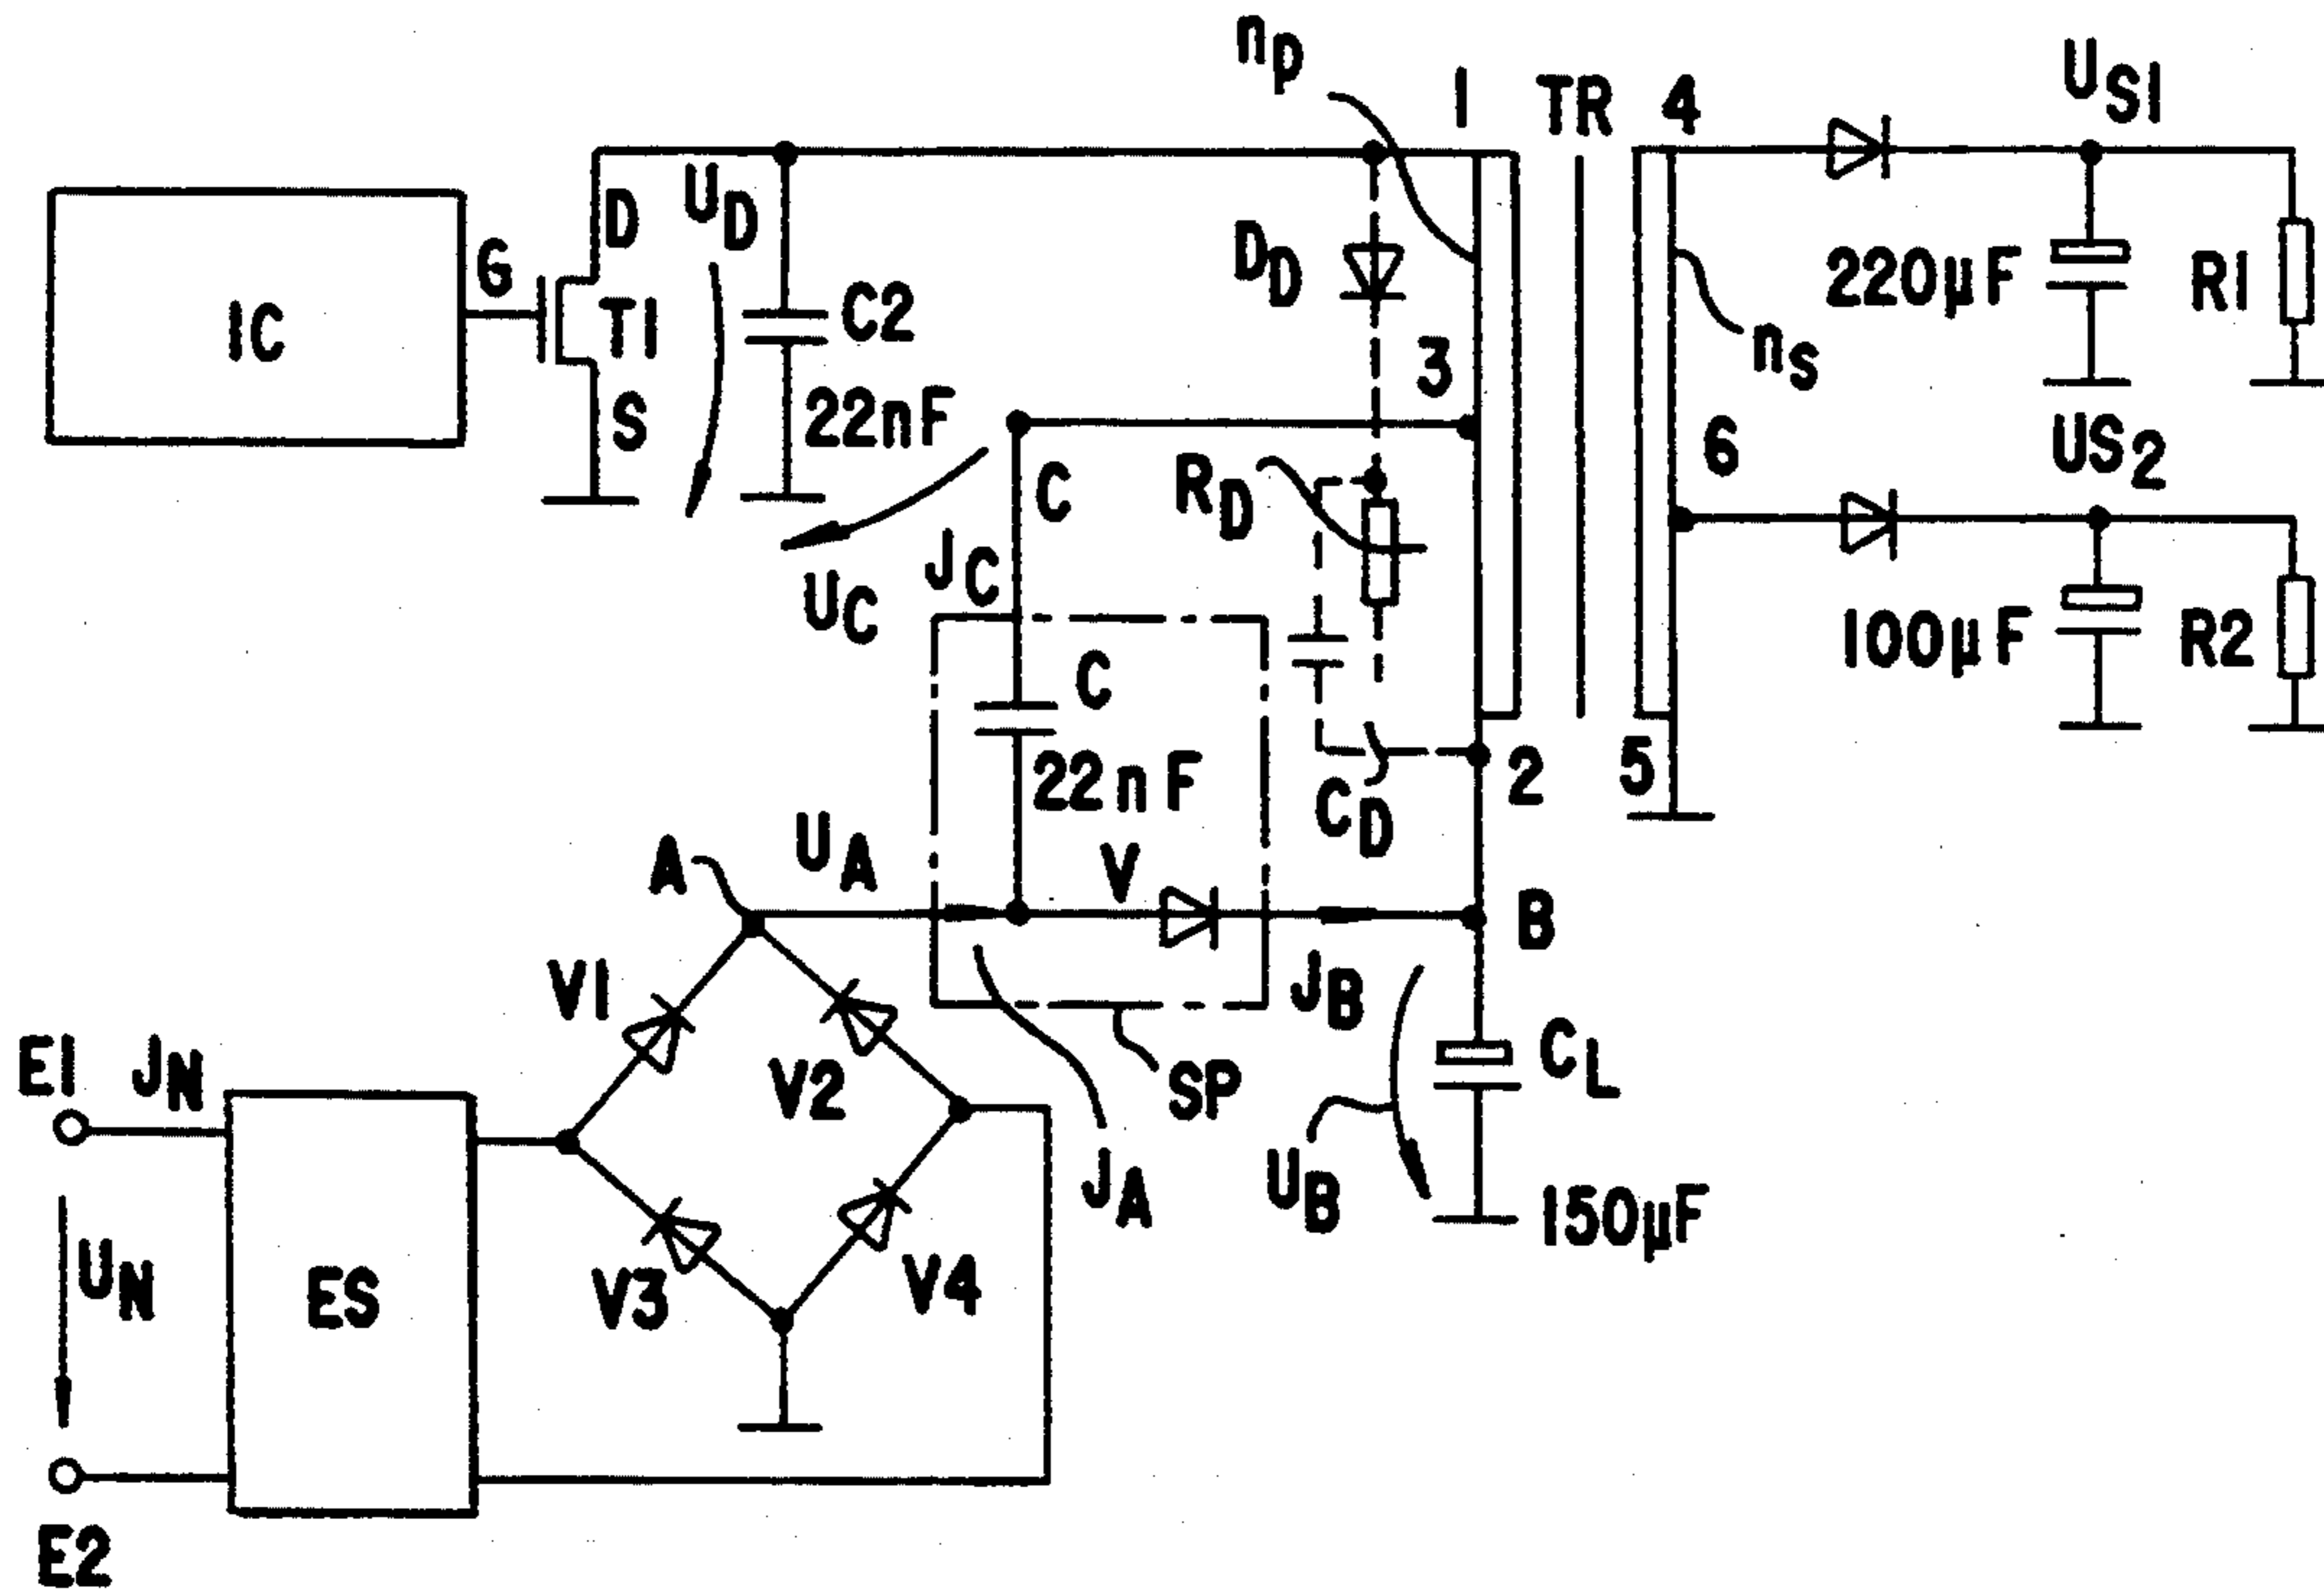 nP
1
TR
4
US1
IC
G
D
T1
S
UD
C2
22nF
DD
3
220µF
R1
nS
6
US2
C
RD
UC
JC
C
22nF
100µF
R2
CD
2
5
UA
A
V
B
V1
V2
JB
SP
CL
JA
UB
150µF
E1
JN
UN
ES
V3
V4
E2